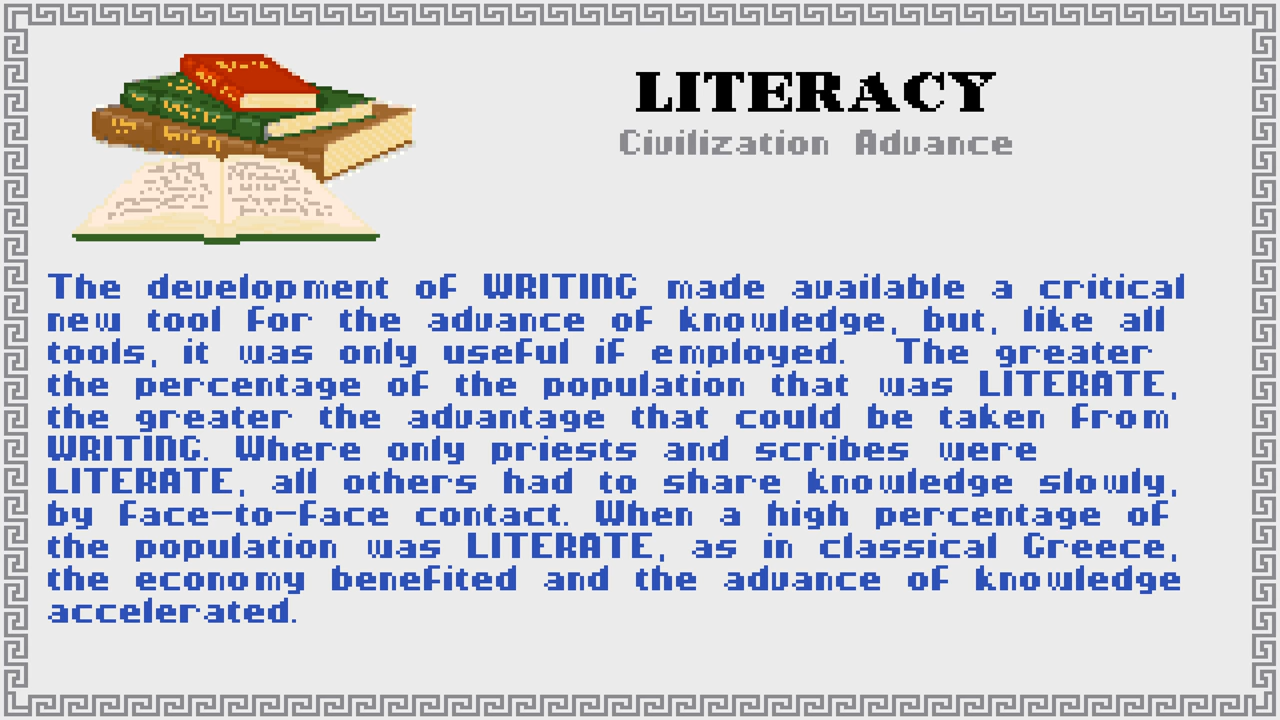 LITERACY
Civilization Advance
The development of WRITING made available a critical
new tool for the advance of knowledge, but, like all
tools, it was only useful if employed.  The greater
the percentage of the population that was LITERATE,
the greater the advantage that could be taken from
WRITING. Where only priests and scribes were
LITERATE, all others had to share knowledge slowly,
by face-to-face contact. When a high percentage of
the population was LITERATE, as in classical Greece,
the economy benefited and the advance of knowledge
accelerated.